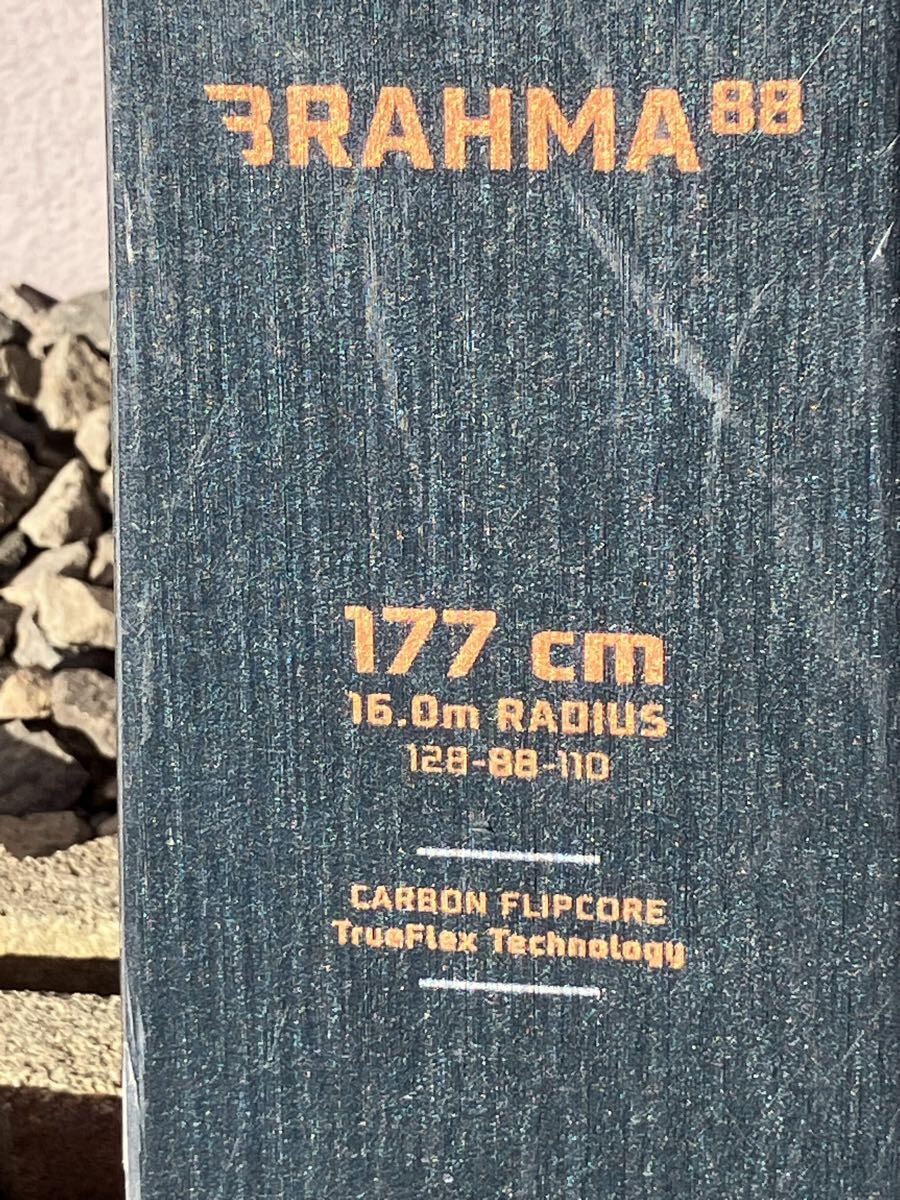 BRAHMA 88
177 cm
16.0m RADIUS
128-88-110
CARBON FLIPCORE
TrueFlex Technology